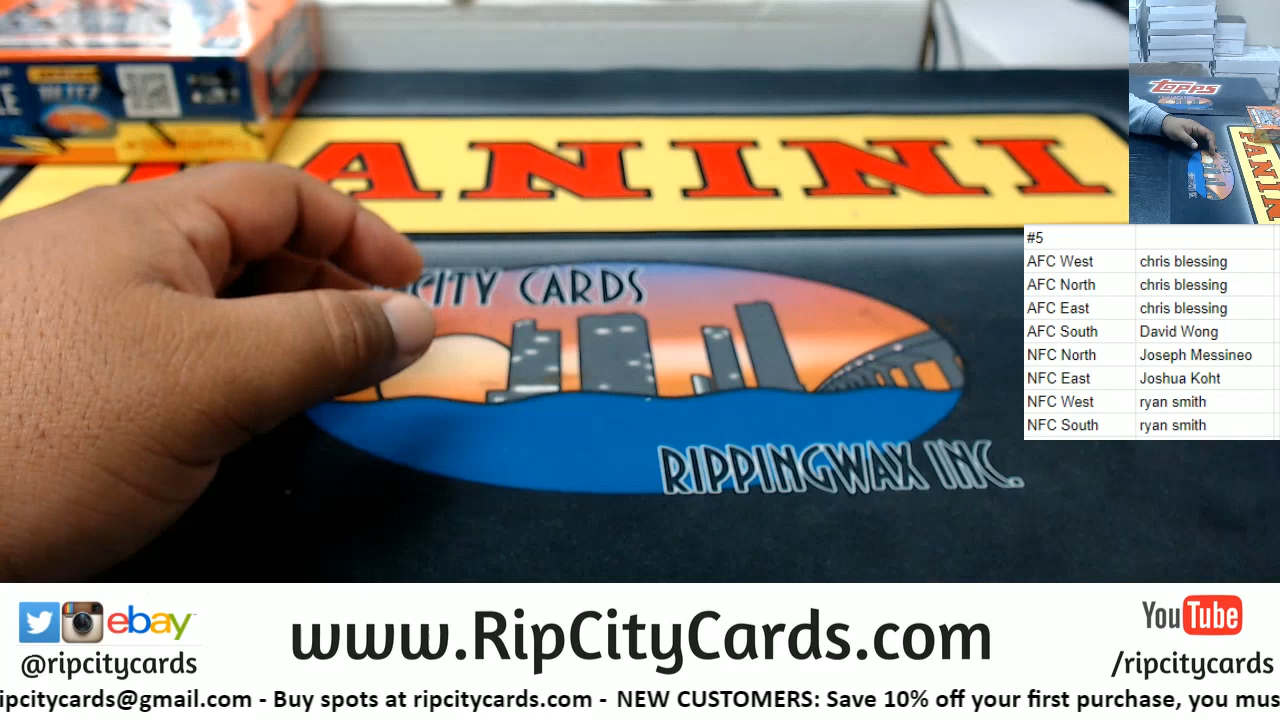 PANINI
CITY CARDS
RIPPINGWAX INC.
TOPPS
PANINI
#5
AFC West chris blessing
AFC North chris blessing
AFC East chris blessing
AFC South David Wong
NFC North Joseph Messineo
NFC East Joshua Koht
NFC West ryan smith
NFC South ryan smith
ebay
@ripcitycards
www.RipCityCards.com
YouTube
/ripcitycards
ipcitycards@gmail.com - Buy spots at ripcitycards.com - NEW CUSTOMERS: Save 10% off your first purchase, you mus